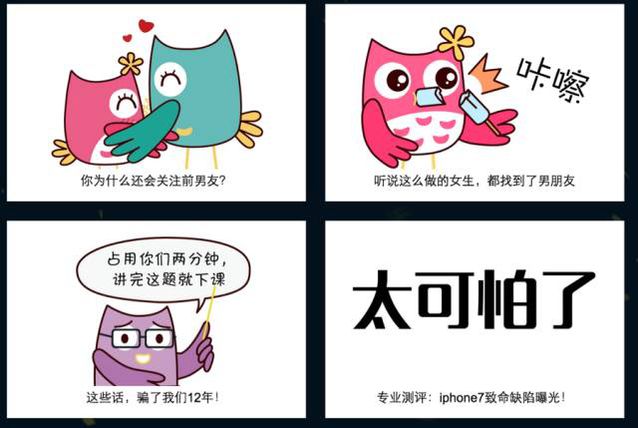 咔嚓
你为什么还会关注前男友?
听说这么做的女生，都找到了男朋友
占用你们两分钟，
讲完这题就下课
太可怕了
这些话，骗了我们12年!
专业测评：iphone7致命缺陷曝光!